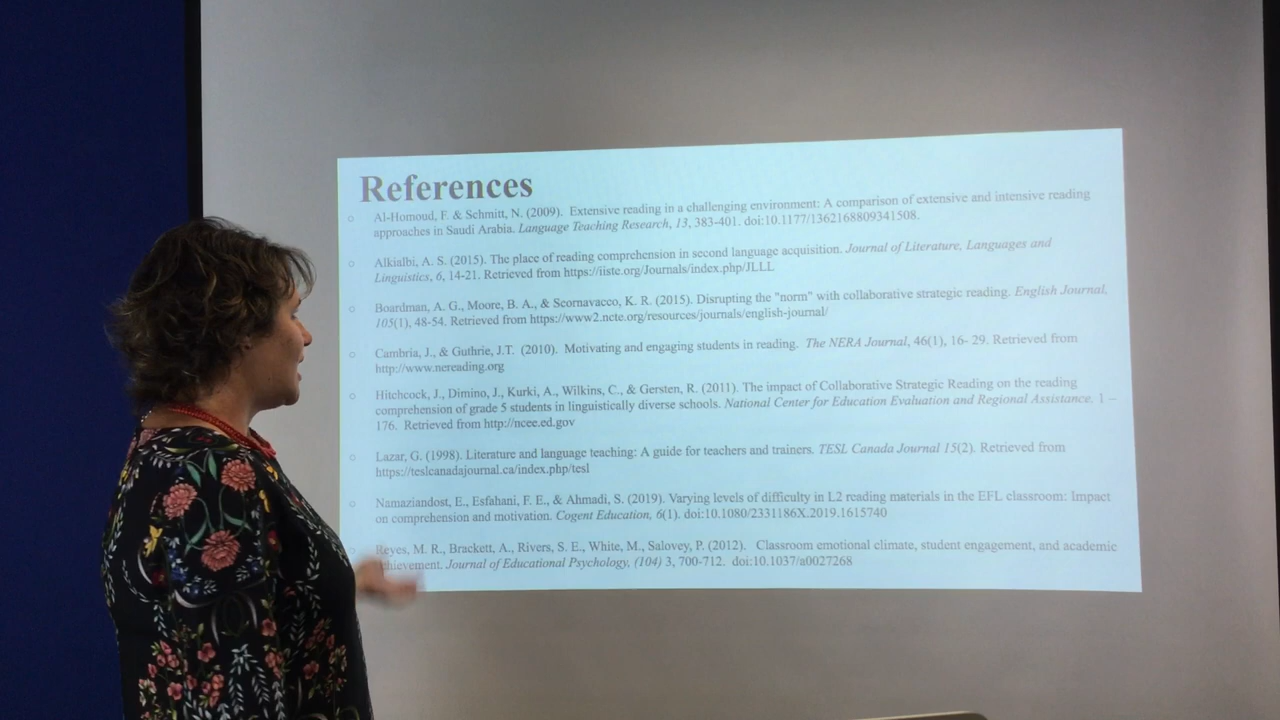 References
Al-Homoud, F. & Schmitt, N. (2009). Extensive reading in a challenging environment: A comparison of extensive and intensive reading
approaches in Saudi Arabia. Language Teaching Research, 13, 383-401. doi:10.1177/1362168809341508.
Alkialbi, A. S. (2015). The place of reading comprehension in second language acquisition. Journal of Literature, Languages and
Linguistics, 6, 14-21. Retrieved from https://iiste.org/Journals/index.php/JLLL
Boardman, A. G., Moore, B. A., & Scornavacco, K. R. (2015). Disrupting the "norm" with collaborative strategic reading. English Journal,
105(1), 48-54. Retrieved from https://www2.ncte.org/resources/journals/english-journal/
Cambria, J., & Guthrie, J.T. (2010). Motivating and engaging students in reading. The NERA Journal, 46(1), 16- 29. Retrieved from
http://www.nereading.org
Hitchcock, J., Dimino, J., Kurki, A., Wilkins, C., & Gersten, R. (2011). The impact of Collaborative Strategic Reading on the reading
comprehension of grade 5 students in linguistically diverse schools. National Center for Education Evaluation and Regional Assistance. 1 –
176. Retrieved from http://ncee.ed.gov
Lazar, G. (1998). Literature and language teaching: A guide for teachers and trainers. TESL Canada Journal 15(2). Retrieved from
https://teslcanadajournal.ca/index.php/tesl
Namaziandost, E., Esfahani, F. E., & Ahmadi, S. (2019). Varying levels of difficulty in L2 reading materials in the EFL classroom: Impact
on comprehension and motivation. Cogent Education, 6(1). doi:10.1080/2331186X.2019.1615740
Reyes, M. R., Brackett, A., Rivers, S. E., White, M., Salovey, P. (2012). Classroom emotional climate, student engagement, and academic
achievement. Journal of Educational Psychology, (104) 3, 700-712. doi:10.1037/a0027268